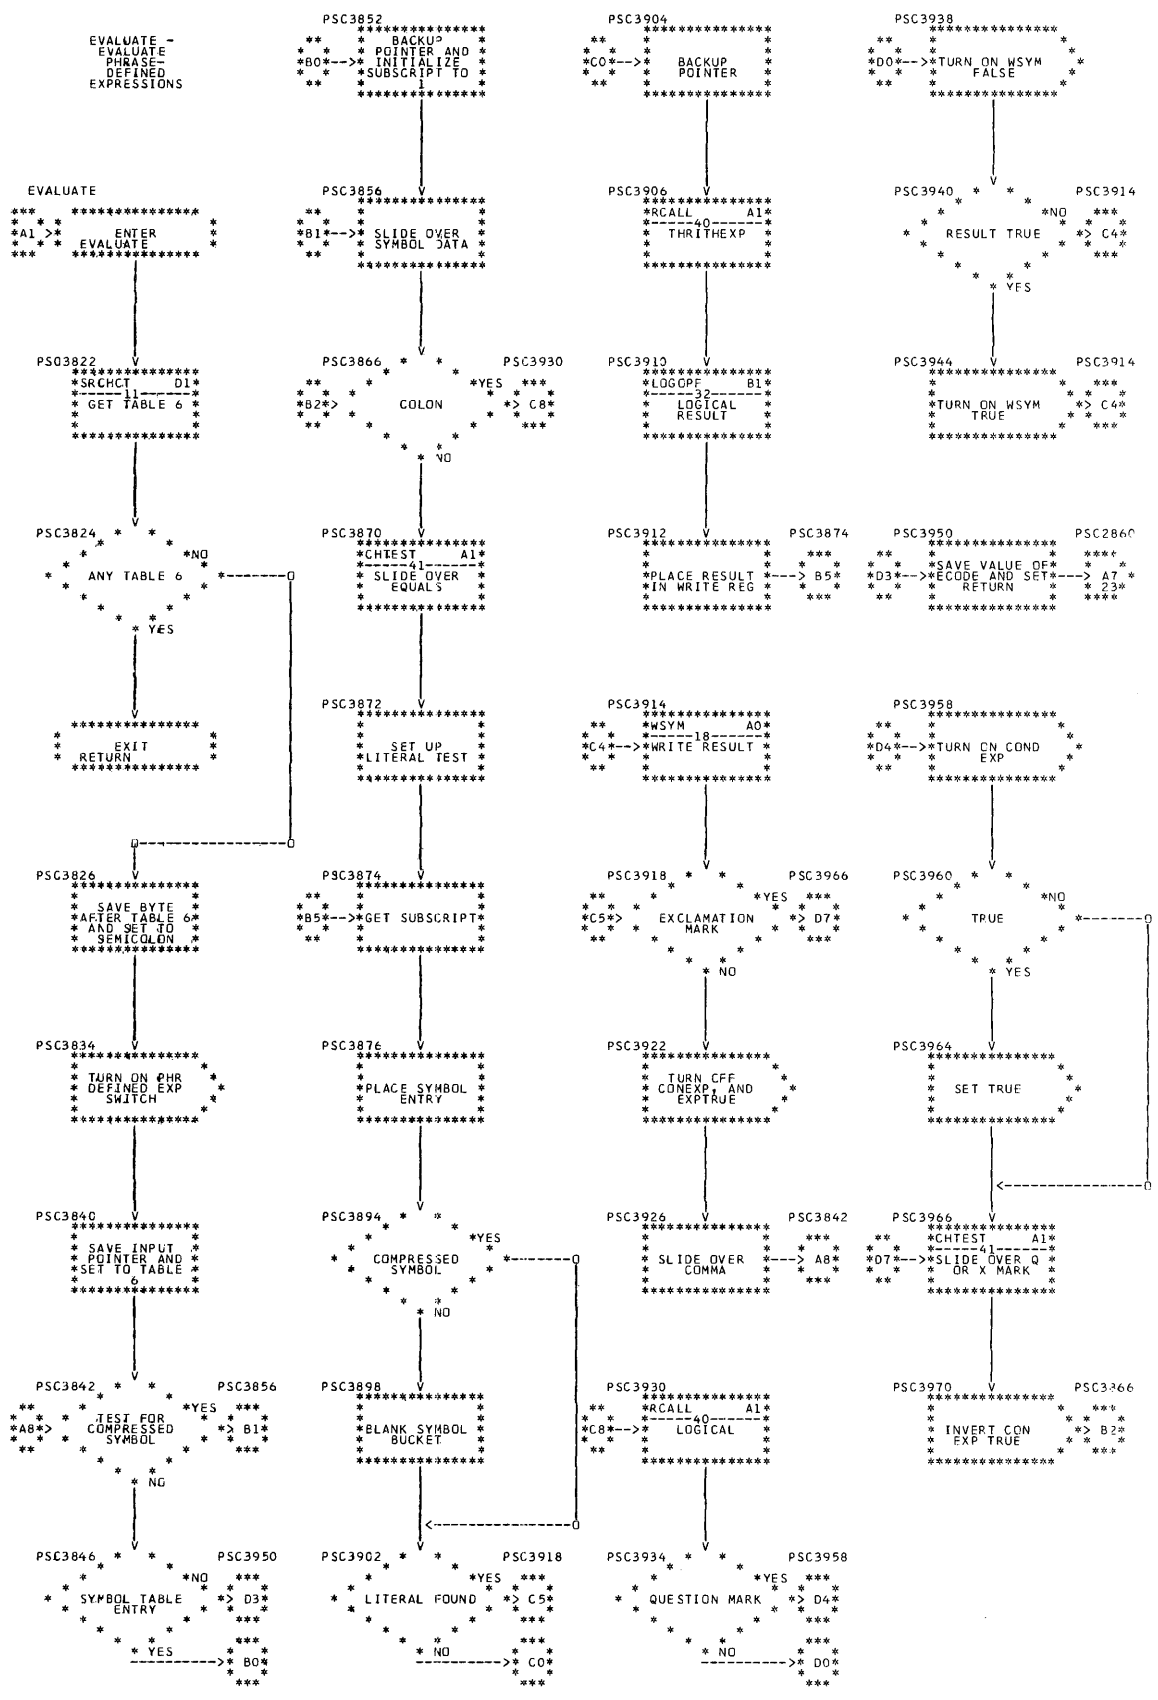 EVALUATE -
EVALUATE
PHRASE-
DEFINED
EXPRESSIONS
EVALUATE
A1
ENTER
EVALUATE
PSO3822
SRCHCT D1
11
GET TABLE 6
PSC3824
ANY TABLE 6
NO
YES
EXIT
RETURN
PSC3826
SAVE BYTE
AFTER TABLE 6
AND SET TO
SEMICOLON
PSC3834
TURN ON PHR
DEFINED EXP
SWITCH
PSC3840
SAVE INPUT
POINTER AND
SET TO TABLE
6
PSC3842
A8
TEST FOR
COMPRESSED
SYMBOL
YES
PSC3856
B1
NO
PSC3846
SYMBOL TABLE
ENTRY
NO
PSC3950
D3
YES
B0
PSC3852
B0
BACKUP
POINTER AND
INITIALIZE
SUBSCRIPT TO
1
PSC3856
B1
SLIDE OVER
SYMBOL DATA
PSC3866
B2
COLON
YES
PSC3930
C8
NO
PSC3870
CHTEST A1
41
SLIDE OVER
EQUALS
PSC3872
SET UP
LITERAL TEST
PSC3874
B5
GET SUBSCRIPT
PSC3876
PLACE SYMBOL
ENTRY
PSC3894
COMPRESSED
SYMBOL
YES
NO
PSC3898
BLANK SYMBOL
BUCKET
PSC3902
LITERAL FOUND
YES
PSC3918
C5
NO
C0
PSC3904
C0
BACKUP
POINTER
PSC3906
RCALL A1
40
THRITHEXP
PSC3910
LOGOPF B1
32
LOGICAL
RESULT
PSC3912
PLACE RESULT
IN WRITE REG
PSC3874
B5
PSC3914
C4
WSYM A0
18
WRITE RESULT
PSC3918
C5
EXCLAMATION
MARK
YES
PSC3966
D7
NO
PSC3922
TURN OFF
CONEXP, AND
EXPTRUE
PSC3926
SLIDE OVER
COMMA
PSC3842
A8
PSC3930
C8
RCALL A1
40
LOGICAL
PSC3934
QUESTION MARK
YES
PSC3958
D4
NO
D0
PSC3938
D0
TURN ON WSYM
FALSE
PSC3940
RESULT TRUE
NO
PSC3914
C4
YES
PSC3944
TURN ON WSYM
TRUE
PSC3914
C4
PSC3950
D3
SAVE VALUE OF
ECODE AND SET
RETURN
PSC2860
A7
23
PSC3958
D4
TURN ON COND
EXP
PSC3960
TRUE
NO
YES
PSC3964
SET TRUE
PSC3966
D7
CHTEST A1
41
SLIDE OVER Q
OR X MARK
PSC3970
INVERT CON
EXP TRUE
PSC3866
B2